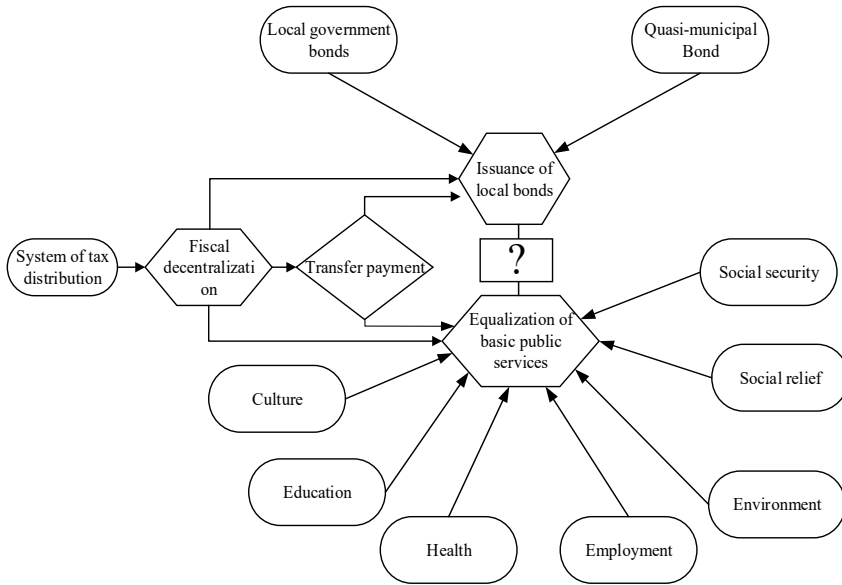 Local government
bonds
Quasi-municipal
Bond
Issuance of
local bonds
System of tax
distribution
Fiscal
decentralizati
on
Transfer payment
?
Equalization of
basic public
services
Social security
Social relief
Culture
Education
Environment
Health
Employment